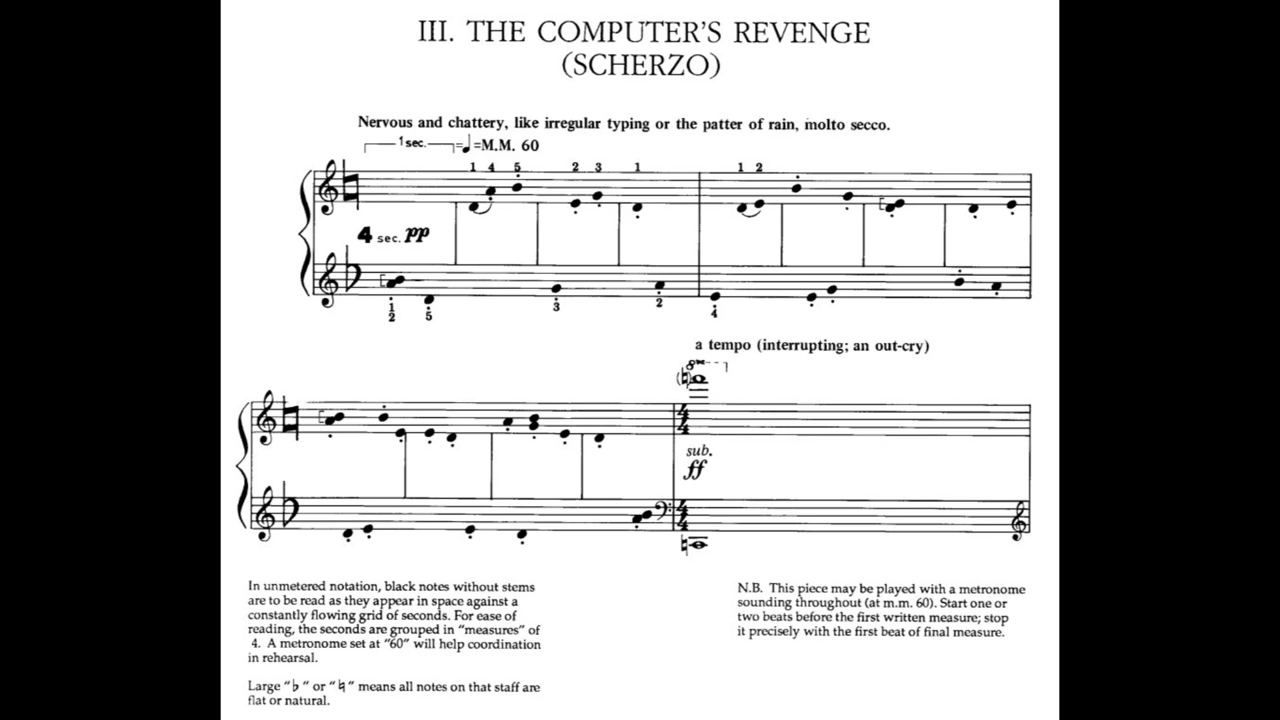 III. THE COMPUTER'S REVENGE
(SCHERZO)
Nervous and chattery, like irregular typing or the patter of rain, molto secco.
1 sec. =♩=M.M. 60
1 4 5 2 3 1 1 2
4 sec. pp
1 3 2 4
2 5
a tempo (interrupting; an out-cry)
8va
4 sub.
4 ff
4
4
In unmetered notation, black notes without stems
are to be read as they appear in space against a
constantly flowing grid of seconds. For ease of
reading, the seconds are grouped in "measures" of
4. A metronome set at "60" will help coordination
in rehearsal.
Large "♭" or "♮" means all notes on that staff are
flat or natural.
N.B. This piece may be played with a metronome
sounding throughout (at m.m. 60). Start one or
two beats before the first written measure; stop
it precisely with the first beat of final measure.